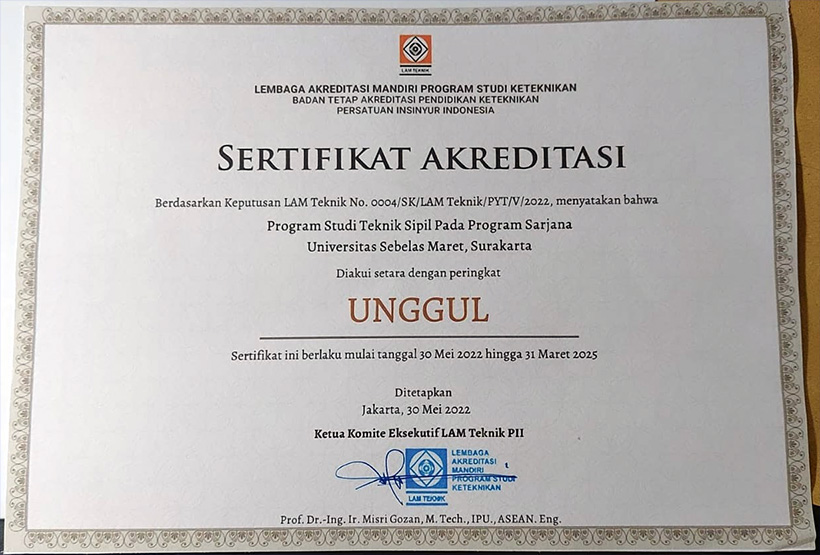 LAM TEKNIK
LEMBAGA AKREDITASI MANDIRI PROGRAM STUDI KETEKNIKAN
BADAN TETAP AKREDITASI PENDIDIKAN KETEKNIKAN
PERSATUAN INSINYUR INDONESIA
SERTIFIKAT AKREDITASI
Berdasarkan Keputusan LAM Teknik No. 0004/SK/LAM Teknik/PYT/V/2022, menyatakan bahwa
Program Studi Teknik Sipil Pada Program Sarjana
Universitas Sebelas Maret, Surakarta
Diakui setara dengan peringkat
UNGGUL
Sertifikat ini berlaku mulai tanggal 30 Mei 2022 hingga 31 Maret 2025
Ditetapkan
Jakarta, 30 Mei 2022
Ketua Komite Eksekutif LAM Teknik PII
LEMBAGA
AKREDITASI
MANDIRI
PROGRAM STUDI
KETEKNIKAN
LAM TEKNIK
Prof. Dr.-Ing. Ir. Misri Gozan, M. Tech., IPU., ASEAN. Eng.